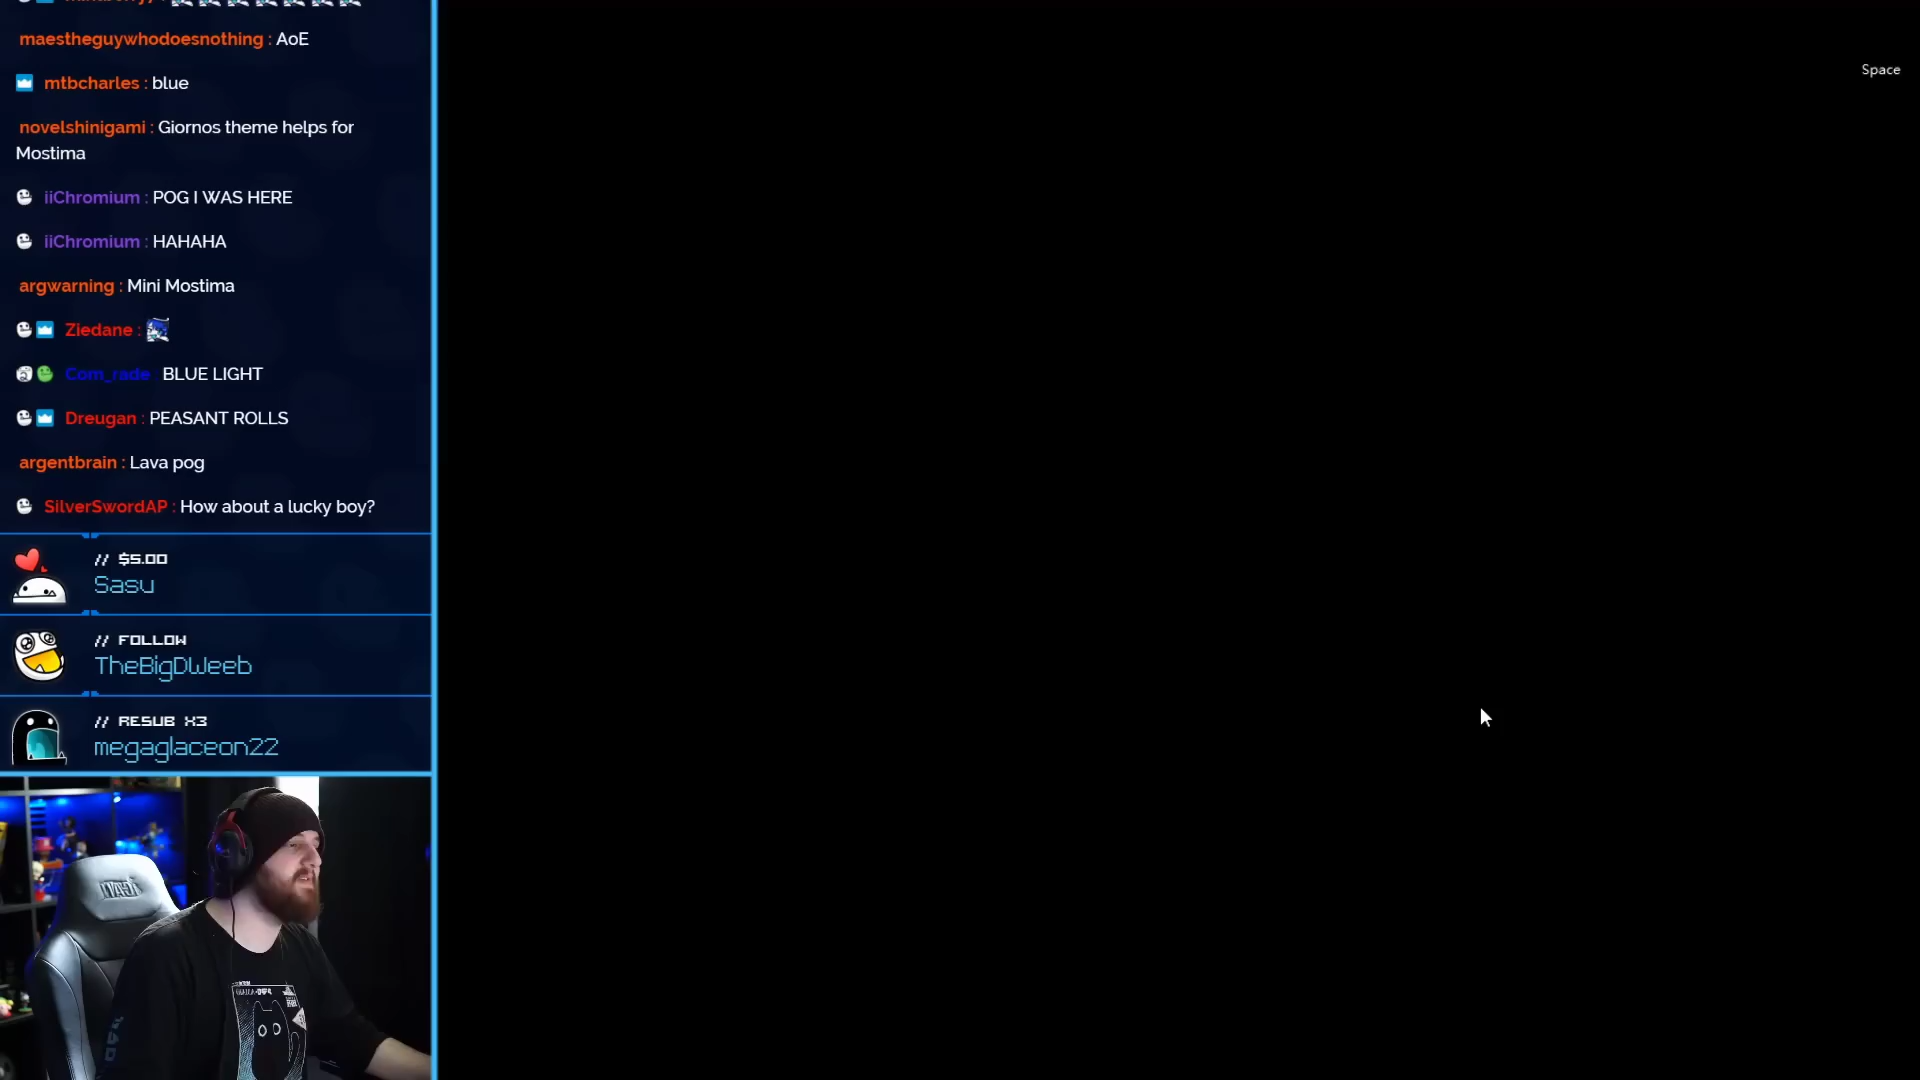 maestheguywhodoesnothing : AoE
mtbcharles : blue
novelshinigami : Giornos theme helps for
Mostima
iiChromium : POG I WAS HERE
iiChromium : HAHAHA
argwarning : Mini Mostima
Ziedane :
Com_rade : BLUE LIGHT
Dreugan : PEASANT ROLLS
argentbrain : Lava pog
SilverSwordAP : How about a lucky boy?
// $5.00
Sasu
// FOLLOW
TheBigDWeeb
// RESUB X3
megaglaceon22
Space